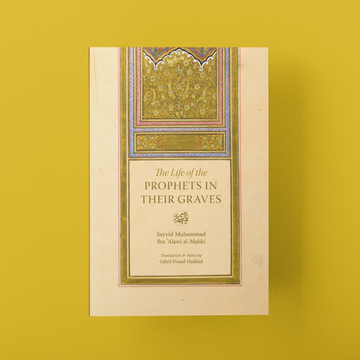 The Life of the
PROPHETS IN
THEIR GRAVES
Sayyid Muhammad
Ibn ʿAlawi al-Maliki
Translation & Notes by
Gibril Fouad Haddad